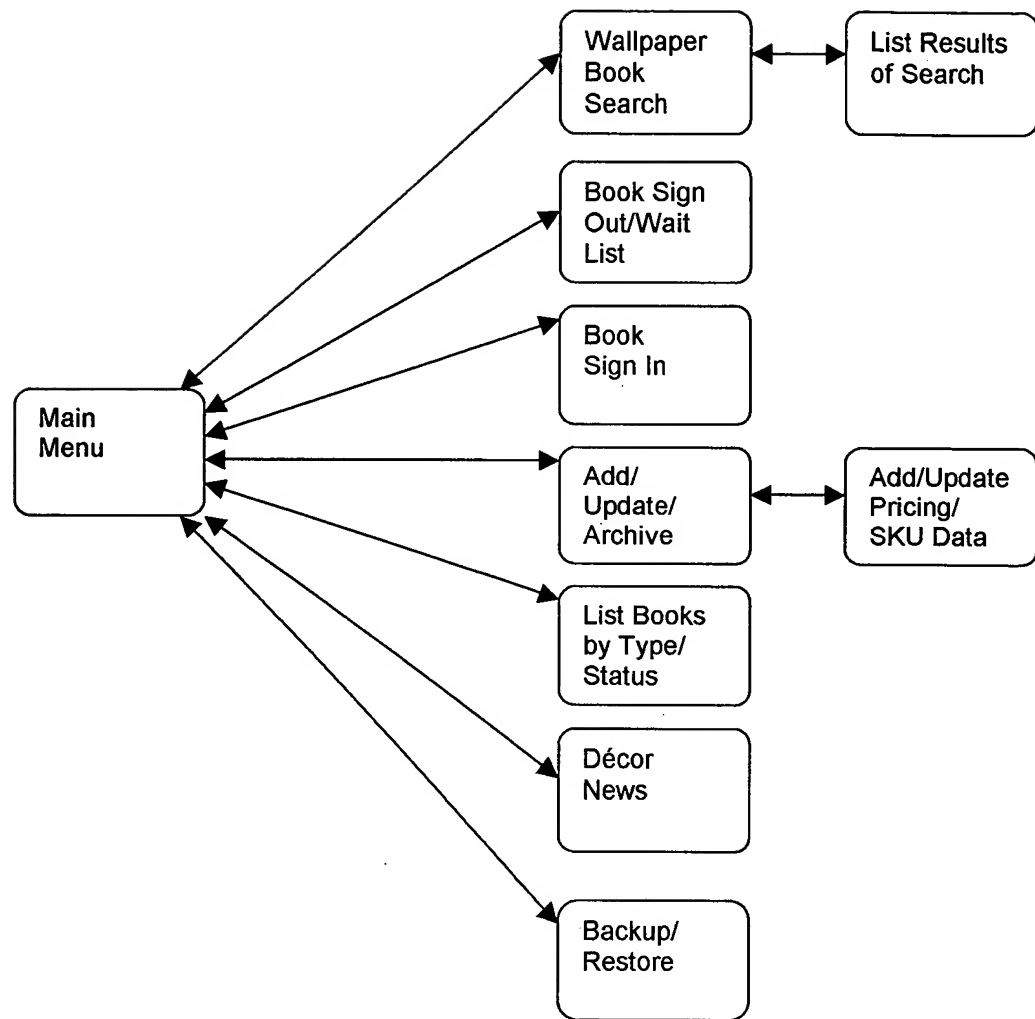 Wallpaper
Book
Search
List Results
of Search
Book Sign
Out/Wait
List
Book
Sign In
Main
Menu
Add/
Update/
Archive
Add/Update
Pricing/
SKU Data
List Books
by Type/
Status
Décor
News
Backup/
Restore